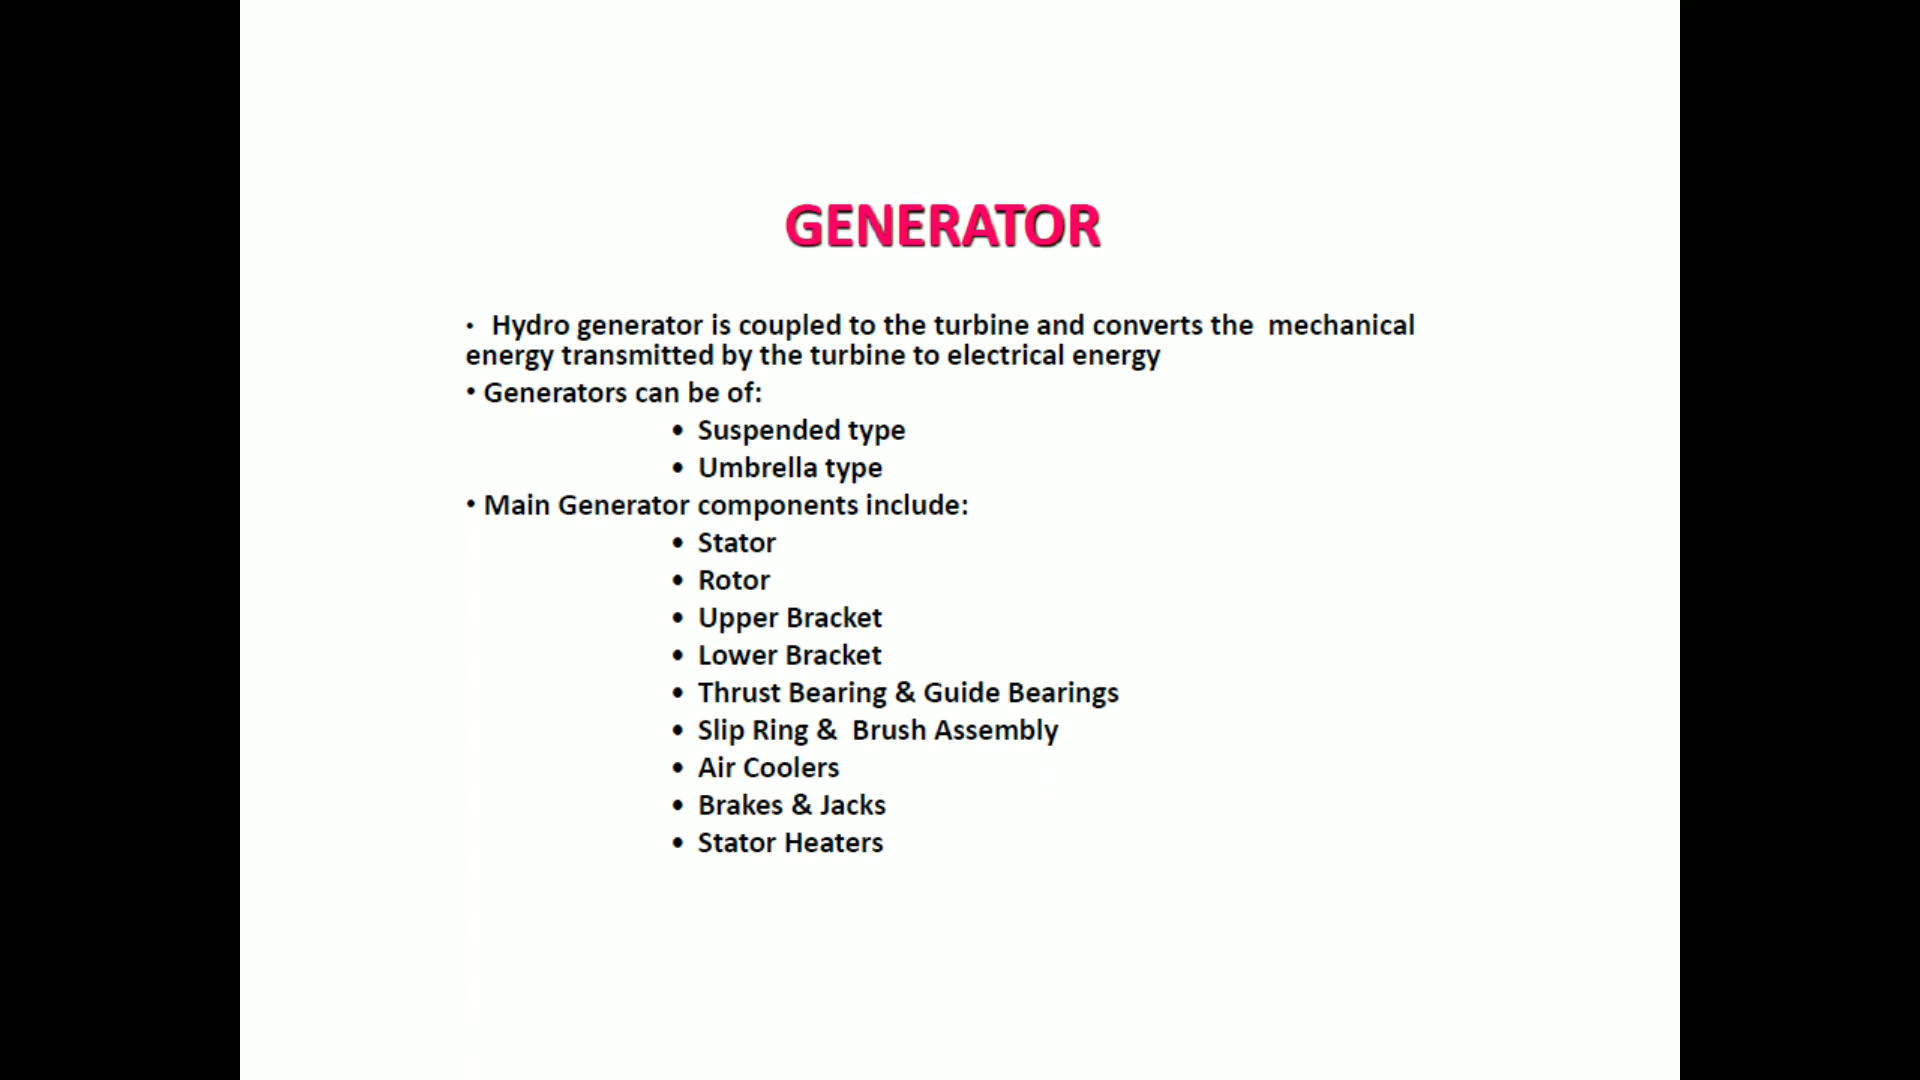 GENERATOR
• Hydro generator is coupled to the turbine and converts the mechanical
energy transmitted by the turbine to electrical energy
• Generators can be of:
• Suspended type
• Umbrella type
• Main Generator components include:
• Stator
• Rotor
• Upper Bracket
• Lower Bracket
• Thrust Bearing & Guide Bearings
• Slip Ring & Brush Assembly
• Air Coolers
• Brakes & Jacks
• Stator Heaters